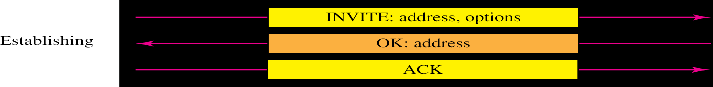 INVITE: address, options
Establishing
OK: address
ACK